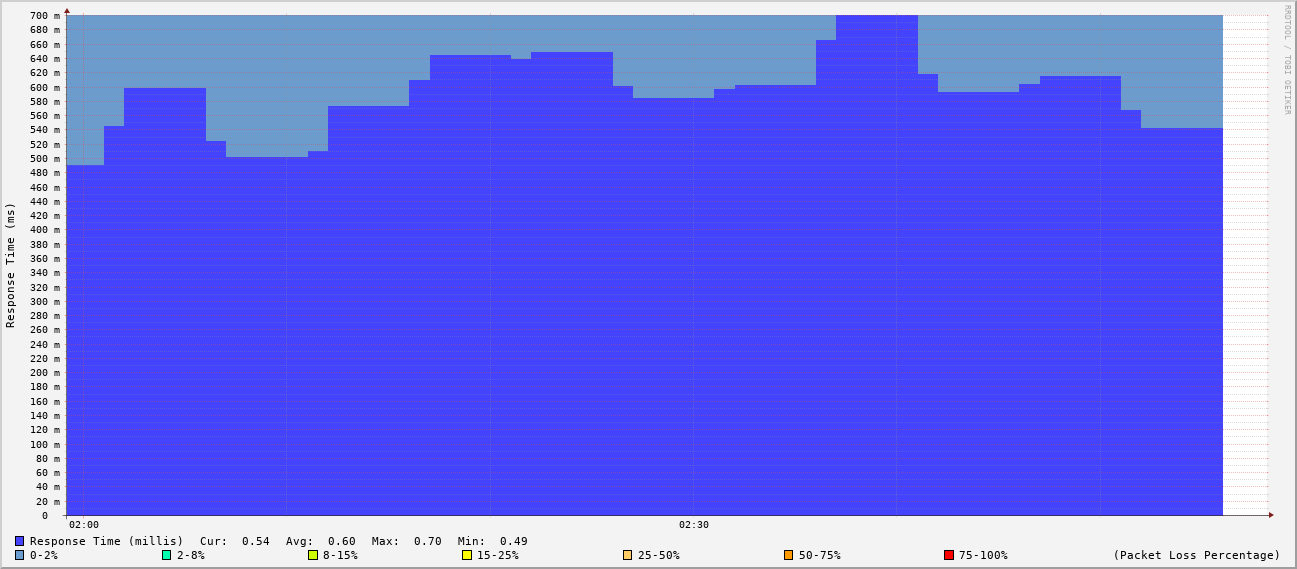 RRDTOOL / TOBI OETIKER
Response Time (ms)
700 m
680 m
660 m
640 m
620 m
600 m
580 m
560 m
540 m
520 m
500 m
480 m
460 m
440 m
420 m
400 m
380 m
360 m
340 m
320 m
300 m
280 m
260 m
240 m
220 m
200 m
180 m
160 m
140 m
120 m
100 m
80 m
60 m
40 m
20 m
0
02:00 02:30
Response Time (millis) Cur: 0.54 Avg: 0.60 Max: 0.70 Min: 0.49
0-2% 2-8% 8-15% 15-25% 25-50% 50-75% 75-100% (Packet Loss Percentage)